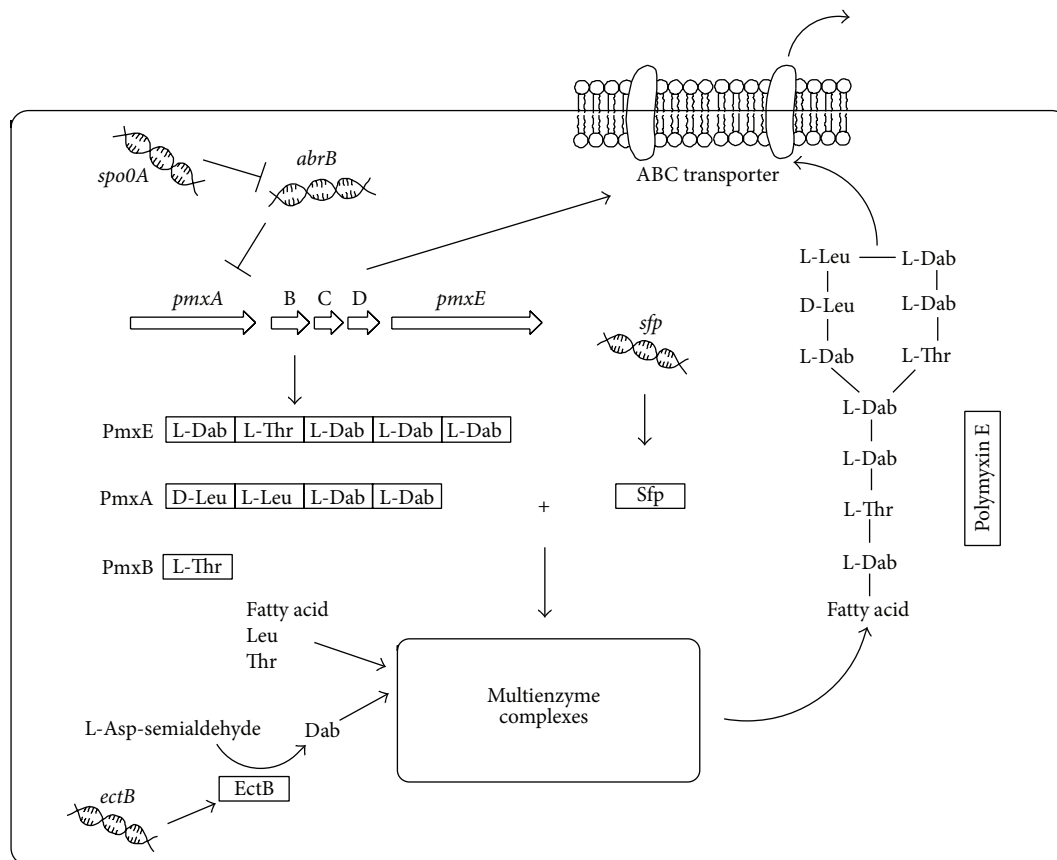 spo0A
abrB
ABC transporter
pmxA
B
C
D
pmxE
sfp
PmxE
L-Dab L-Thr L-Dab L-Dab L-Dab
PmxA
D-Leu L-Leu L-Dab L-Dab
PmxB
L-Thr
+
Sfp
Fatty acid
Leu
Thr
L-Asp-semialdehyde
Dab
EctB
ectB
Multienzyme
complexes
L-Leu
L-Dab
D-Leu
L-Dab
L-Dab
L-Thr
L-Dab
L-Dab
L-Thr
L-Dab
Fatty acid
Polymyxin E